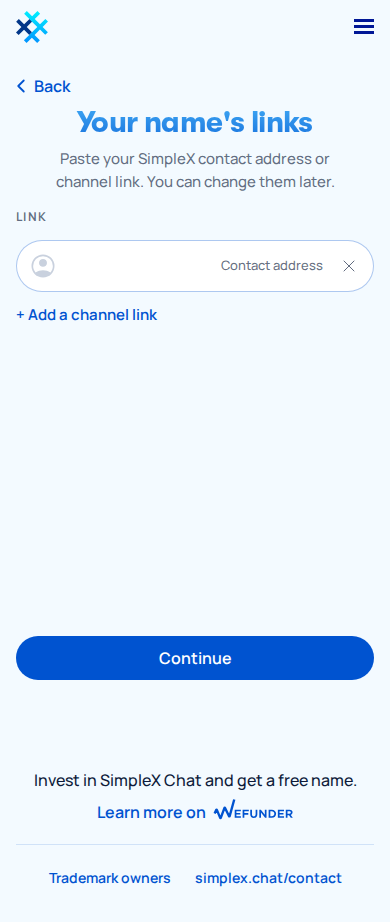 Back
Your name's links
Paste your SimpleX contact address or
channel link. You can change them later.
LINK
Contact address
+ Add a channel link
Continue
Invest in SimpleX Chat and get a free name.
Learn more on WEFUNDER
Trademark owners simplex.chat/contact